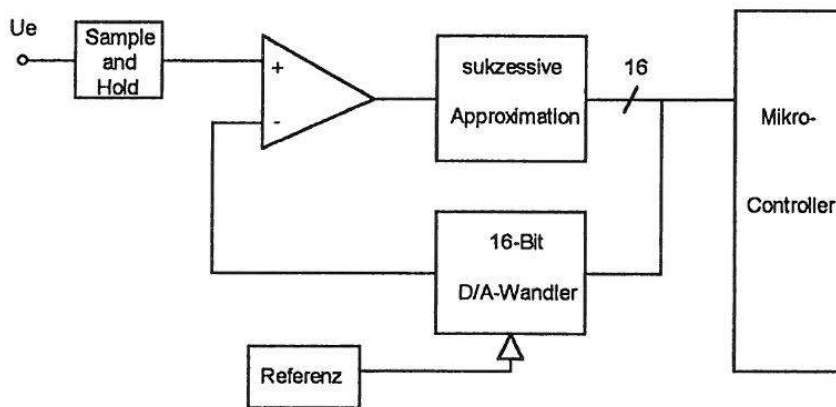 Ue
Sample
and
Hold
+
-
sukzessive
Approximation
16
Mikro-
Controller
16-Bit
D/A-Wandler
Referenz